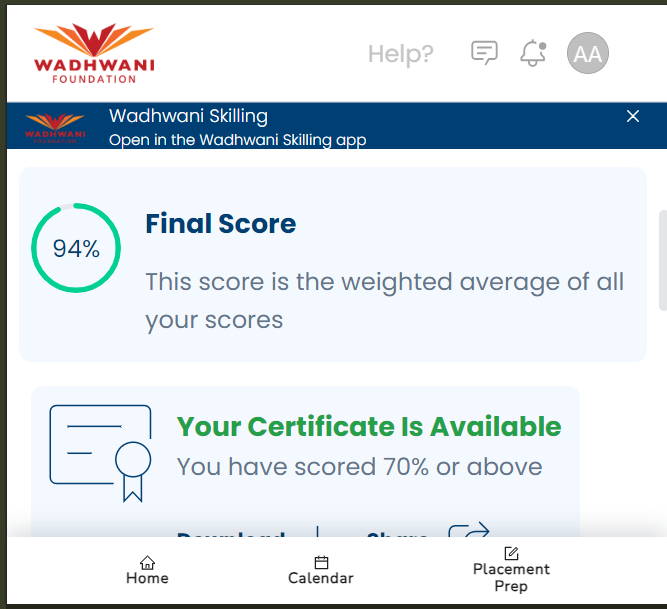 WADHWANI
FOUNDATION
Help?
AA
WADHWANI
FOUNDATION
Wadhwani Skilling
Open in the Wadhwani Skilling app
94%
Final Score
This score is the weighted average of all
your scores
Your Certificate Is Available
You have scored 70% or above
Download | Share
Home
Calendar
Placement
Prep